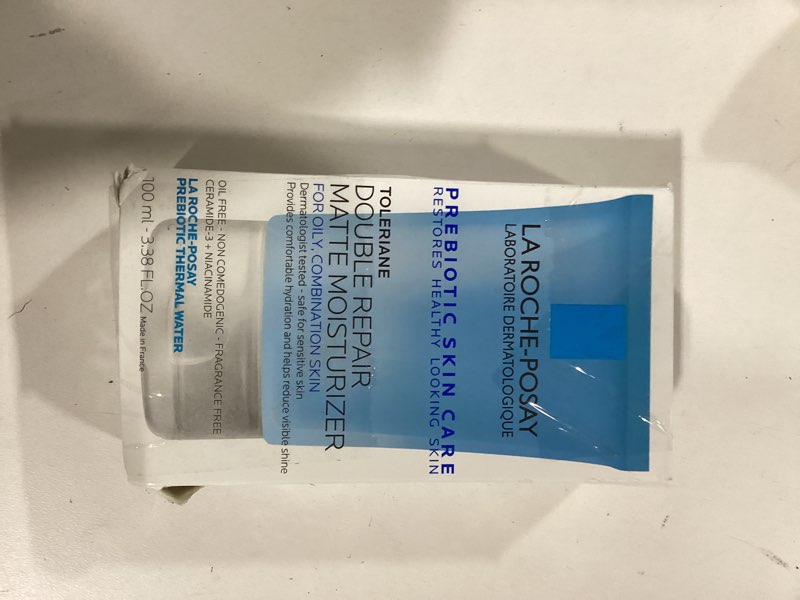 LA ROCHE-POSAY
LABORATOIRE DERMATOLOGIQUE
PREBIOTIC SKIN CARE
RESTORES HEALTHY LOOKING SKIN
TOLERIANE
DOUBLE REPAIR
MATTE MOISTURIZER
FOR OILY, COMBINATION SKIN
Dermatologist tested - safe for sensitive skin
Provides comfortable hydration and helps reduce visible shine
OIL FREE - NON COMEDOGENIC - FRAGRANCE FREE
CERAMIDE-3 + NIACINAMIDE
LA ROCHE-POSAY
PREBIOTIC THERMAL WATER
100 ml - 3.38 FL.OZ Made in France